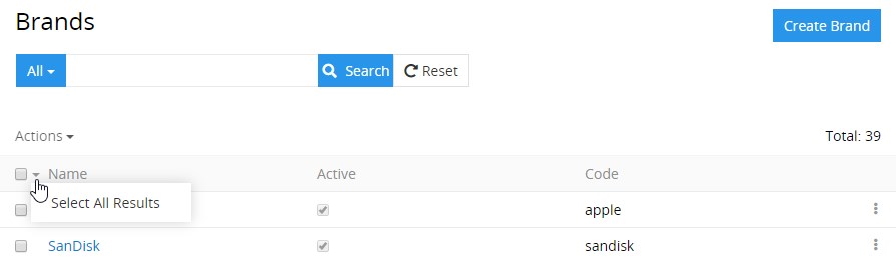 Brands
Create Brand
All
Search
Reset
Actions
Total: 39
Name
Active
Code
Select All Results
apple
SanDisk
sandisk